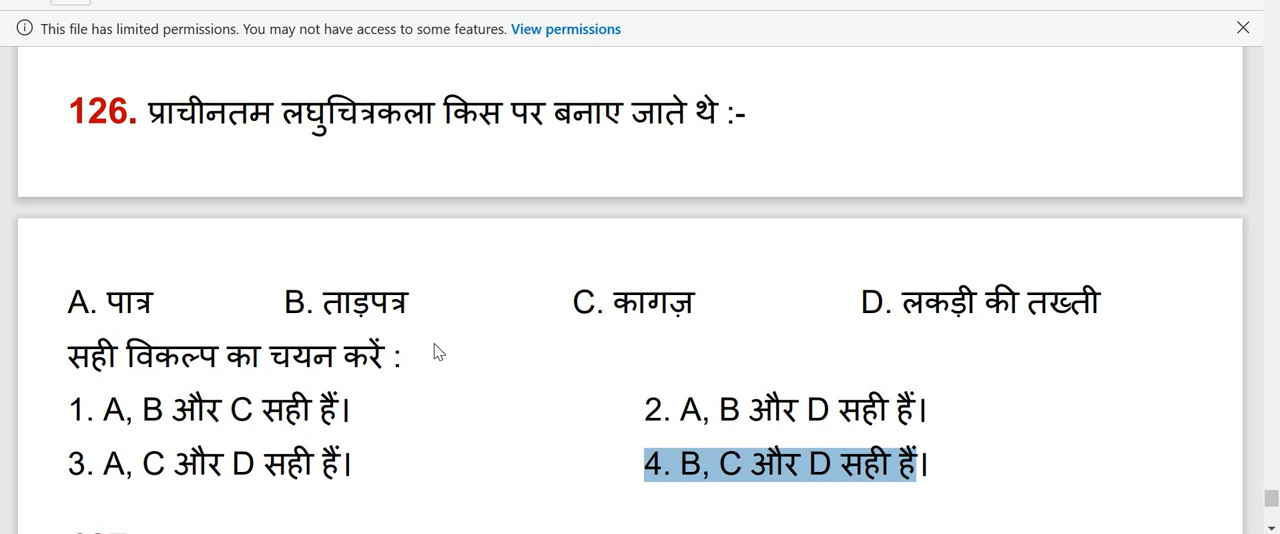 This file has limited permissions. You may not have access to some features. View permissions
126. प्राचीनतम लघुचित्रकला किस पर बनाए जाते थे :-
A. पात्र B. ताड़पत्र C. कागज़ D. लकड़ी की तख्ती
सही विकल्प का चयन करें :
1. A, B और C सही हैं। 2. A, B और D सही हैं।
3. A, C और D सही हैं। 4. B, C और D सही हैं।